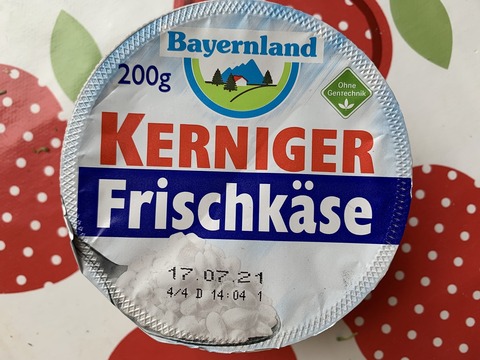 Bayernland
200g
Ohne
Gentechnik
KERNIGER
Frischkäse
17.07.21
4/4 D 14:04 1